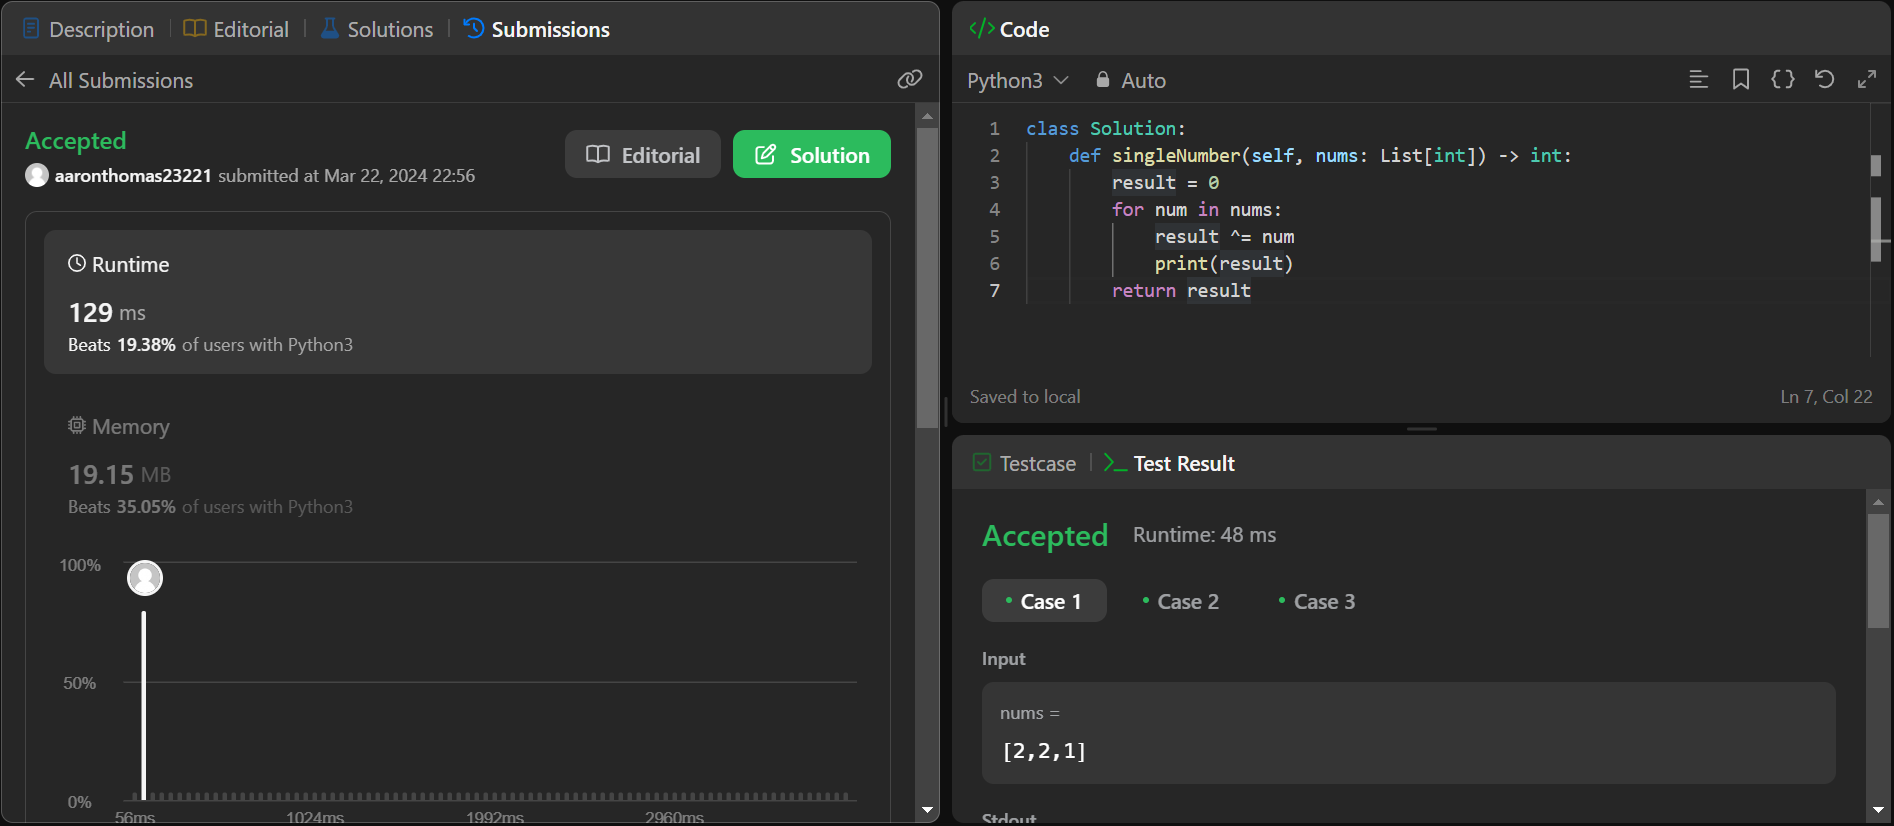 Description | Editorial | Solutions | Submissions
All Submissions
Accepted
aaronthomas23221 submitted at Mar 22, 2024 22:56
Editorial
Solution
Runtime
129 ms
Beats 19.38% of users with Python3
Memory
19.15 MB
Beats 35.05% of users with Python3
100%
50%
0%
56ms 1024ms 1992ms 2960ms
</> Code
Python3 Auto
1 class Solution:
2     def singleNumber(self, nums: List[int]) -> int:
3         result = 0
4         for num in nums:
5             result ^= num
6             print(result)
7         return result
Saved to local
Ln 7, Col 22
Testcase | >_ Test Result
Accepted Runtime: 48 ms
• Case 1 • Case 2 • Case 3
Input
nums =
[2,2,1]
Stdout